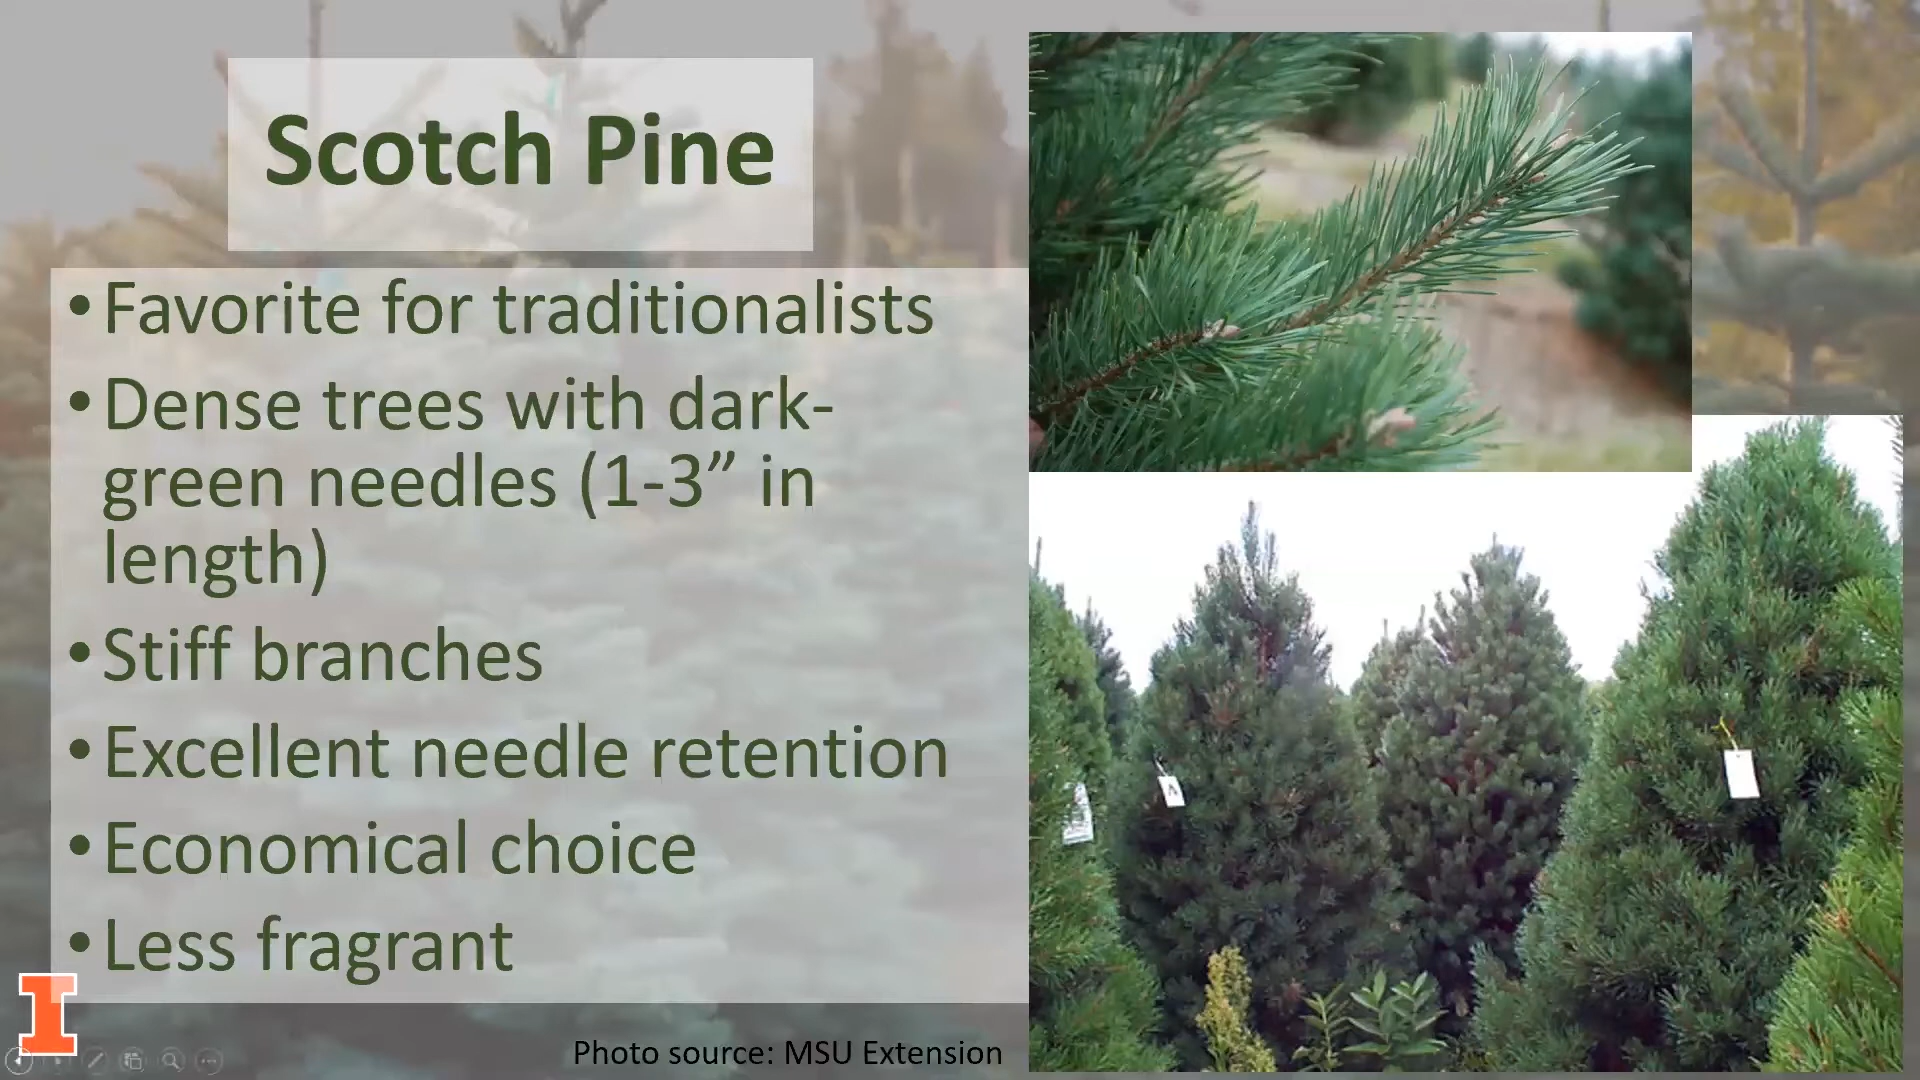 Scotch Pine
• Favorite for traditionalists
• Dense trees with dark-
green needles (1-3” in
length)
• Stiff branches
• Excellent needle retention
• Economical choice
• Less fragrant
I
A
Photo source: MSU Extension